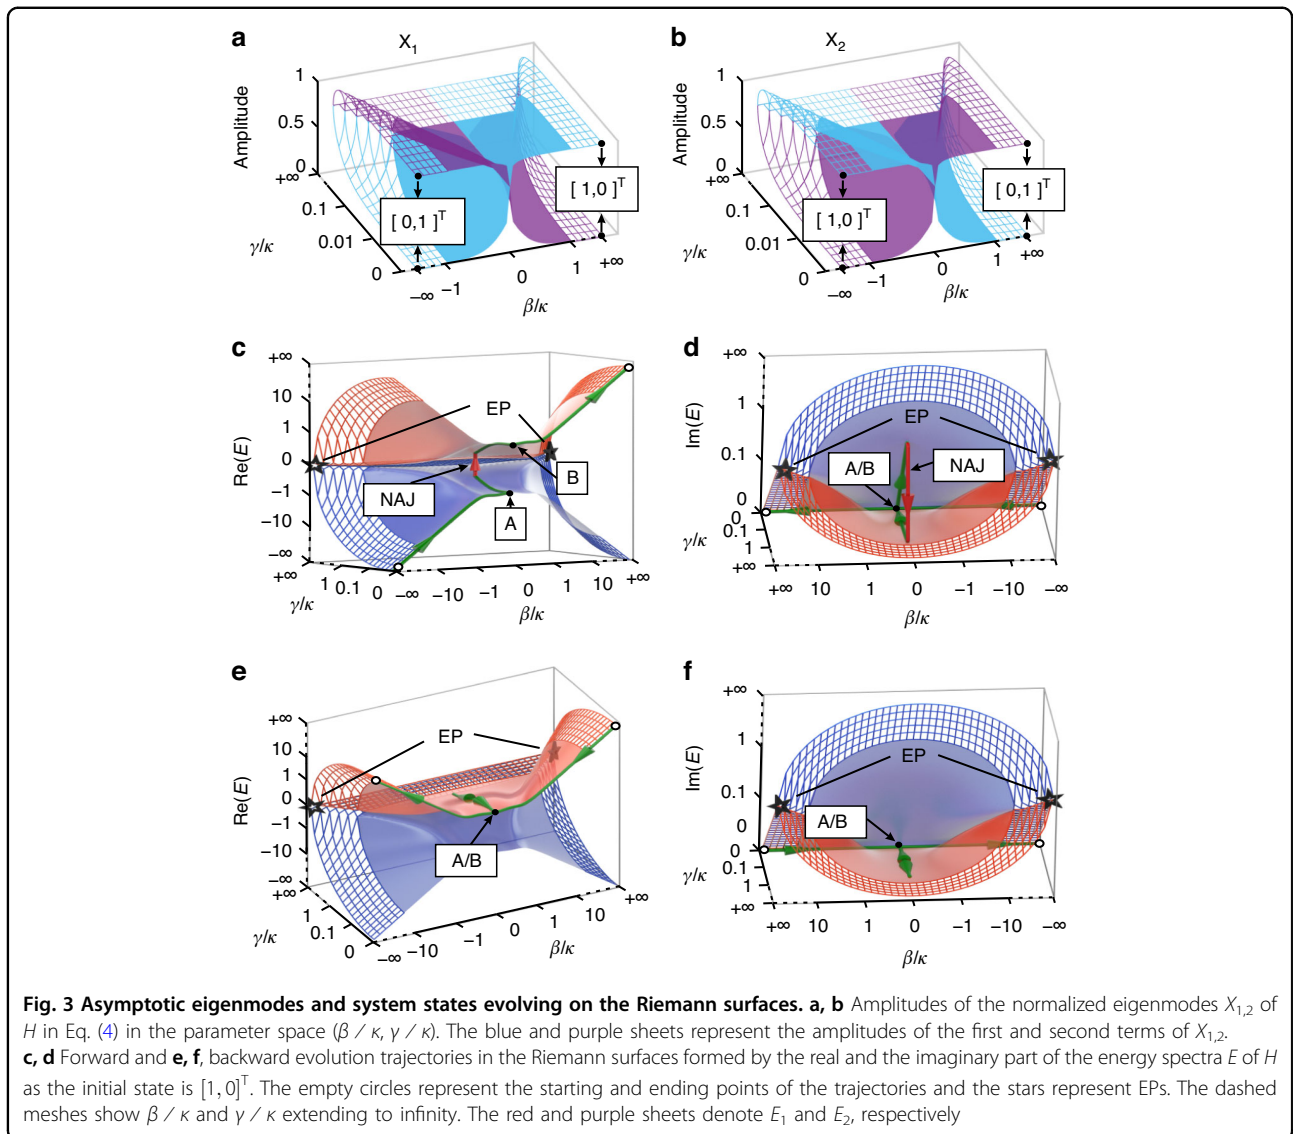 a
X1
Amplitude
1
0.5
0
+∞
0.1
0.01
0
γ/κ
[ 0,1 ]ᵀ
[ 1,0 ]ᵀ
−∞ −1 0 1 +∞
β/κ
b
X2
Amplitude
1
0.5
0
+∞
0.1
0.01
0
γ/κ
[ 1,0 ]ᵀ
[ 0,1 ]ᵀ
−∞ −1 0 1 +∞
β/κ
c
Re(E)
+∞
10
1
0
−1
−10
−∞
EP
NAJ
B
A
+∞ 1 0.1 0
γ/κ
−∞ −10 −1 0 1 10 +∞
β/κ
d
Im(E)
+∞
1
0.1
0
EP
A/B
NAJ
0
0.1
1
+∞
γ/κ
+∞ 10 1 0 −1 −10 −∞
β/κ
e
Re(E)
+∞
10
1
0
−1
−10
−∞
EP
A/B
+∞
1
0.1
0
γ/κ
−∞ −10 −1 0 1 10 +∞
β/κ
f
Im(E)
+∞
1
0.1
0
EP
A/B
0
0.1
1
+∞
γ/κ
+∞ 10 1 0 −1 −10 −∞
β/κ
Fig. 3 Asymptotic eigenmodes and system states evolving on the Riemann surfaces. a, b Amplitudes of the normalized eigenmodes X1,2 of
H in Eq. (4) in the parameter space (β / κ, γ / κ). The blue and purple sheets represent the amplitudes of the first and second terms of X1,2.
c, d Forward and e, f, backward evolution trajectories in the Riemann surfaces formed by the real and the imaginary part of the energy spectra E of H
as the initial state is [1, 0]ᵀ. The empty circles represent the starting and ending points of the trajectories and the stars represent EPs. The dashed
meshes show β / κ and γ / κ extending to infinity. The red and purple sheets denote E1 and E2, respectively